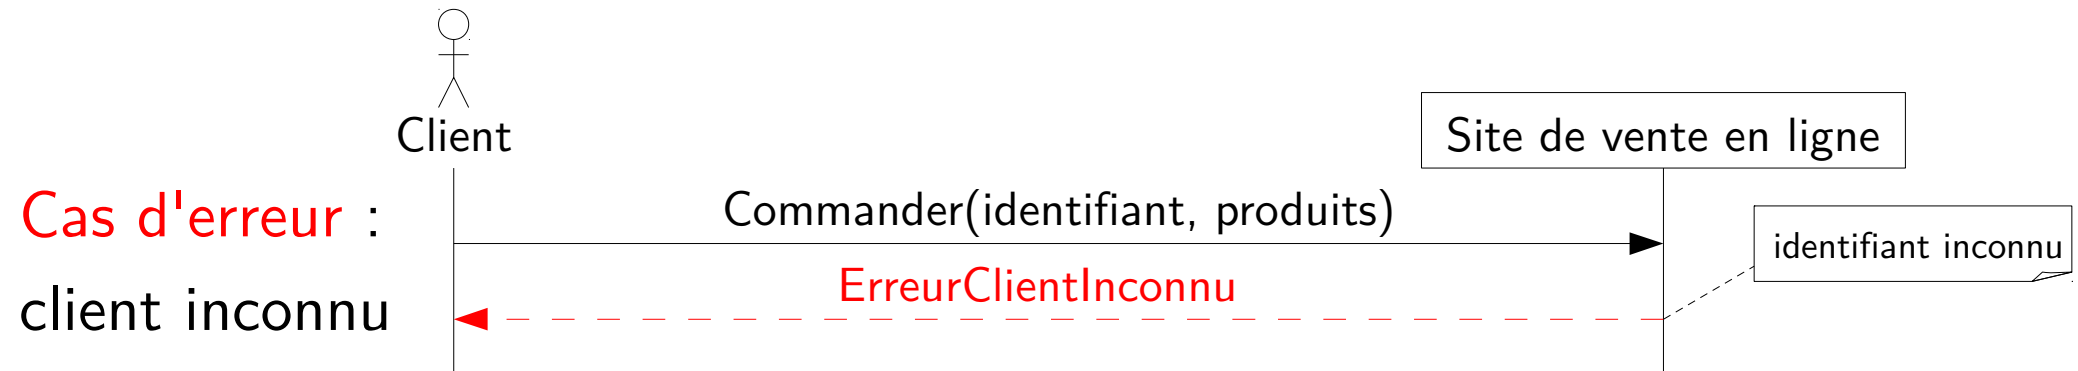 Client
Site de vente en ligne
Cas d'erreur :
client inconnu
Commander(identifiant, produits)
identifiant inconnu
ErreurClientInconnu